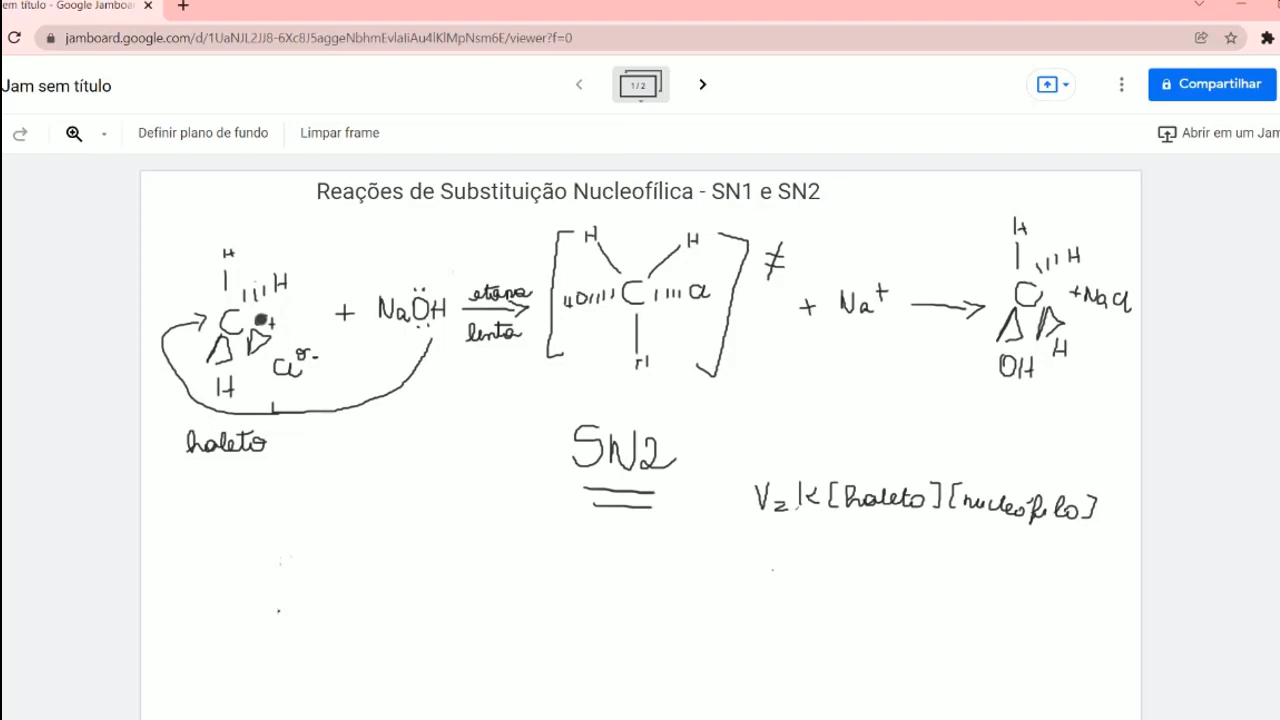 em título - Google Jamboa
jamboard.google.com/d/1UaNJL2JJ8-6Xc8J5aggeNbhmEvlaIiAu4lKlMpNsm6E/viewer?f=0
Jam sem título
1/2
Compartilhar
Definir plano de fundo
Limpar frame
Abrir em um Jam
Reações de Substituição Nucleofílica - SN1 e SN2
H
H
C
+
H
Cl
haleto
+ NaOH
etapa
lenta
H H
HO C Cl
H
≠
+ Na+
H
H
C
+NaCl
H
OH
SN2
V= K [haleto][nucleófilo]